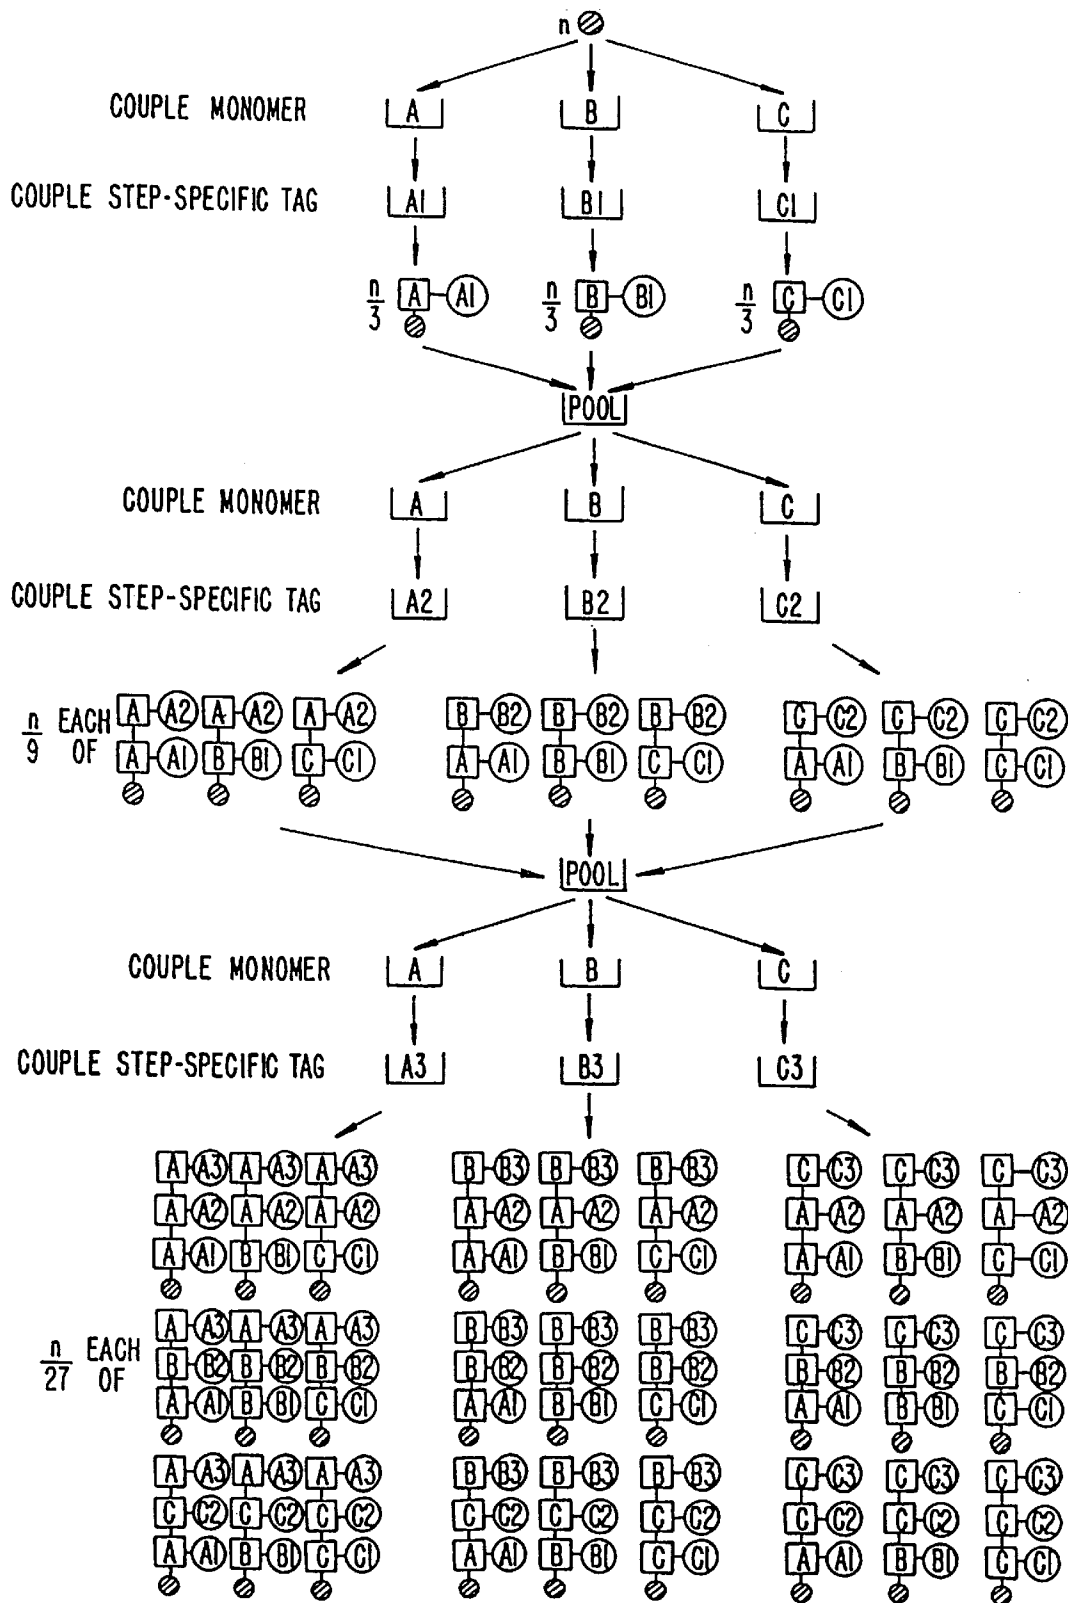 n
COUPLE MONOMER A B C
COUPLE STEP-SPECIFIC TAG A1 B1 C1
n/3 A A1 n/3 B B1 n/3 C C1
POOL
COUPLE MONOMER A B C
COUPLE STEP-SPECIFIC TAG A2 B2 C2
n/9 EACH OF
A A2 A A2 A A2 B B2 B B2 B B2 C C2 C C2 C C2
A A1 B B1 C C1 A A1 B B1 C C1 A A1 B B1 C C1
POOL
COUPLE MONOMER A B C
COUPLE STEP-SPECIFIC TAG A3 B3 C3
A A3 A A3 A A3 B B3 B B3 B B3 C C3 C C3 C C3
A A2 A A2 A A2 A A2 A A2 A A2 A A2 A A2 A A2
A A1 B B1 C C1 A A1 B B1 C C1 A A1 B B1 C C1
n/27 EACH OF
A A3 A A3 A A3 B B3 B B3 B B3 C C3 C C3 C C3
B B2 B B2 B B2 B B2 B B2 B B2 B B2 B B2 B B2
A A1 B B1 C C1 A A1 B B1 C C1 A A1 B B1 C C1
A A3 A A3 A A3 B B3 B B3 B B3 C C3 C C3 C C3
C C2 C C2 C C2 C C2 C C2 C C2 C C2 C C2 C C2
A A1 B B1 C C1 A A1 B B1 C C1 A A1 B B1 C C1